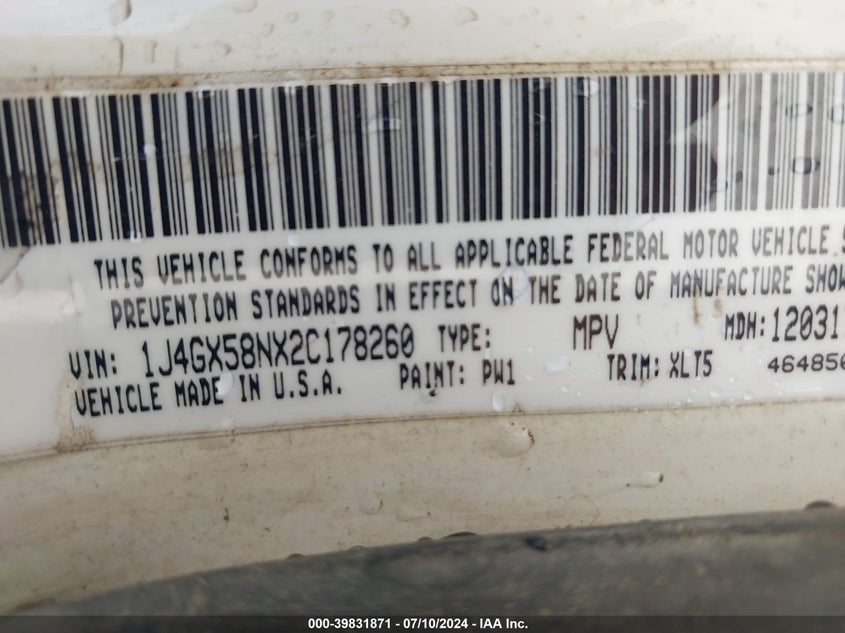 THIS VEHICLE CONFORMS TO ALL APPLICABLE FEDERAL MOTOR VEHICLE
PREVENTION STANDARDS IN EFFECT ON THE DATE OF MANUFACTURE SHOW
VIN: 1J4GX58NX2C178260 TYPE: MPV MDH: 12031
VEHICLE MADE IN U.S.A. PAINT: PW1 TRIM: XLT5 464850
000-39831871 / 07/10/2024 - IAA Inc.